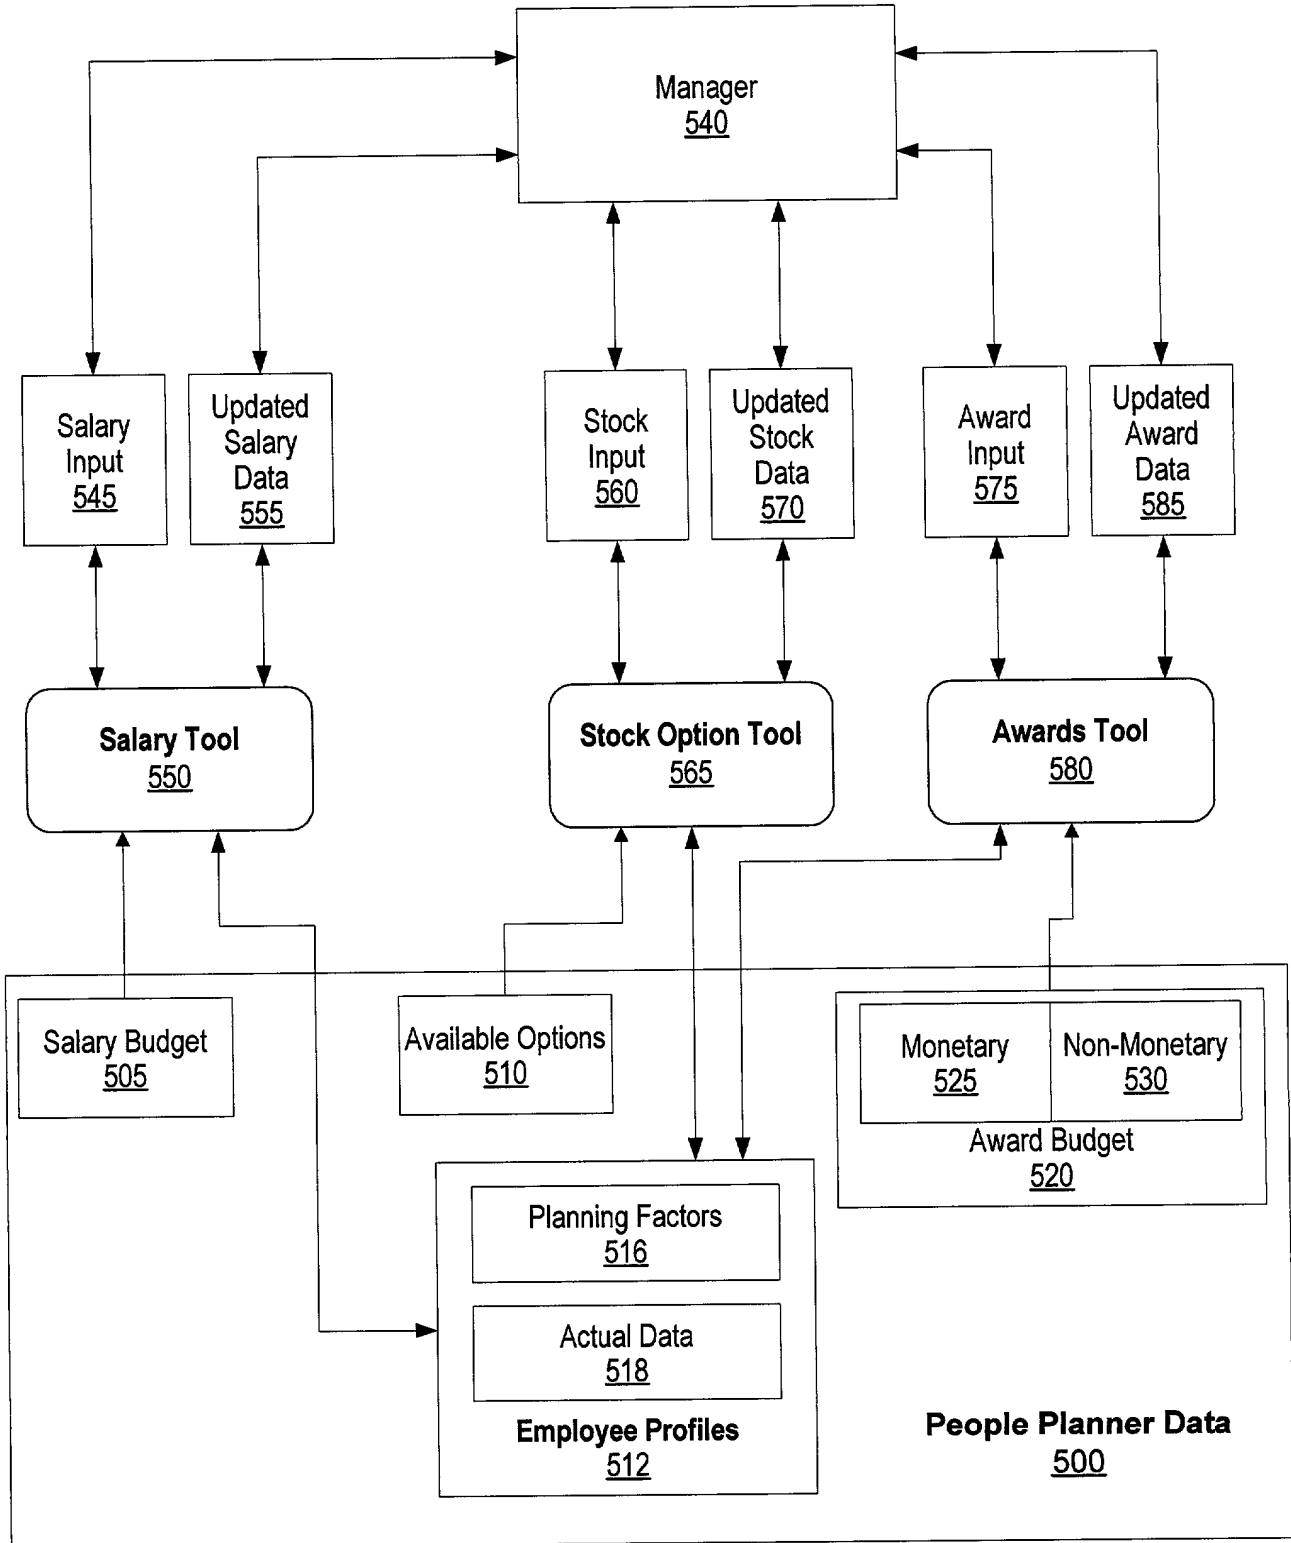 Manager
540
Salary
Input
545
Updated
Salary
Data
555
Stock
Input
560
Updated
Stock
Data
570
Award
Input
575
Updated
Award
Data
585
Salary Tool
550
Stock Option Tool
565
Awards Tool
580
Salary Budget
505
Available Options
510
Monetary
525
Non-Monetary
530
Award Budget
520
Planning Factors
516
Actual Data
518
Employee Profiles
512
People Planner Data
500